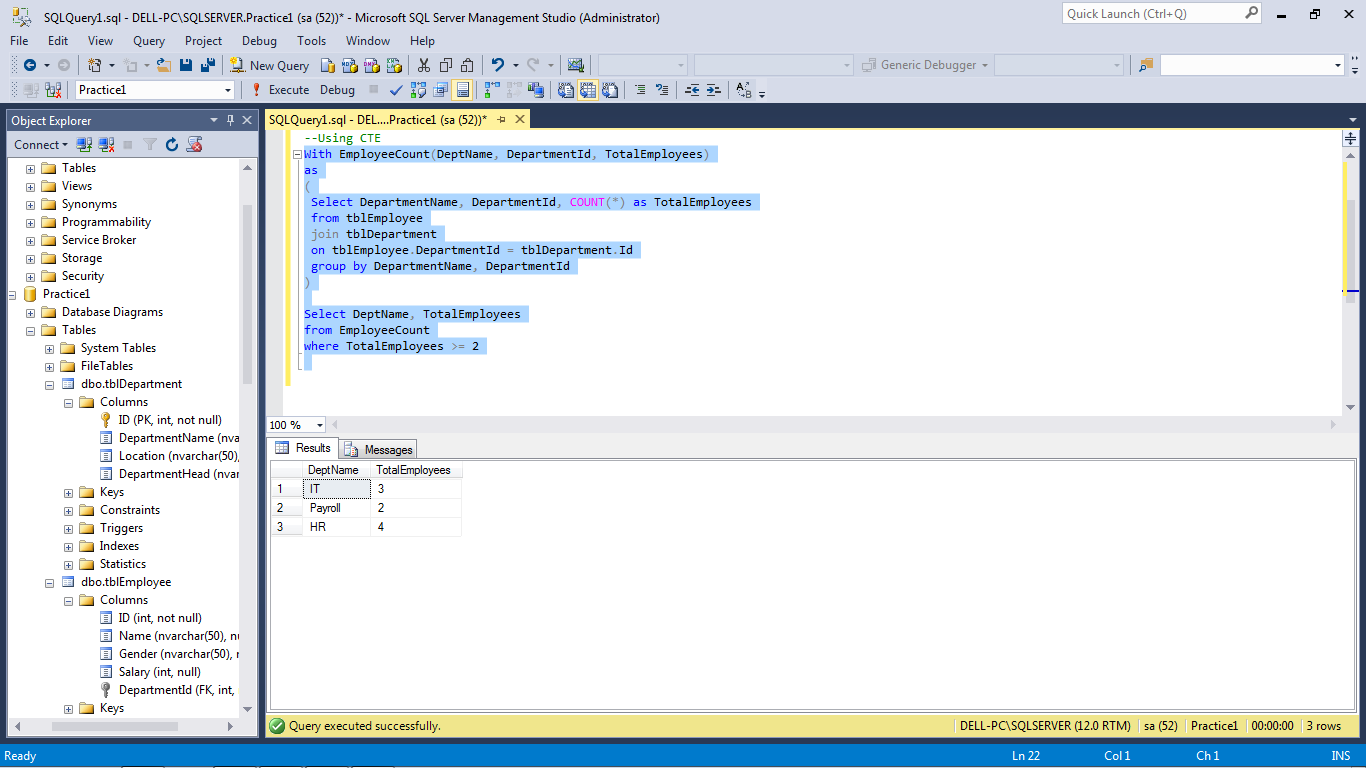 SQLQuery1.sql - DELL-PC\SQLSERVER.Practice1 (sa (52))* - Microsoft SQL Server Management Studio (Administrator)
Quick Launch (Ctrl+Q)
File Edit View Query Project Debug Tools Window Help
New Query
MDX DMX
Generic Debugger
Practice1
Execute Debug
Object Explorer
Connect
Tables
Views
Synonyms
Programmability
Service Broker
Storage
Security
Practice1
Database Diagrams
Tables
System Tables
FileTables
dbo.tblDepartment
Columns
ID (PK, int, not null)
DepartmentName (nva
Location (nvarchar(50),
DepartmentHead (nvar
Keys
Constraints
Triggers
Indexes
Statistics
dbo.tblEmployee
Columns
ID (int, not null)
Name (nvarchar(50), nu
Gender (nvarchar(50), r
Salary (int, null)
DepartmentId (FK, int,
Keys
SQLQuery1.sql - DEL....Practice1 (sa (52))*
--Using CTE
With EmployeeCount(DeptName, DepartmentId, TotalEmployees)
as
(
Select DepartmentName, DepartmentId, COUNT(*) as TotalEmployees
from tblEmployee
join tblDepartment
on tblEmployee.DepartmentId = tblDepartment.Id
group by DepartmentName, DepartmentId
)
Select DeptName, TotalEmployees
from EmployeeCount
where TotalEmployees >= 2
100 %
Results Messages
DeptName TotalEmployees
1 IT 3
2 Payroll 2
3 HR 4
Query executed successfully.
DELL-PC\SQLSERVER (12.0 RTM) sa (52) Practice1 00:00:00 3 rows
Ready Ln 22 Col 1 Ch 1 INS